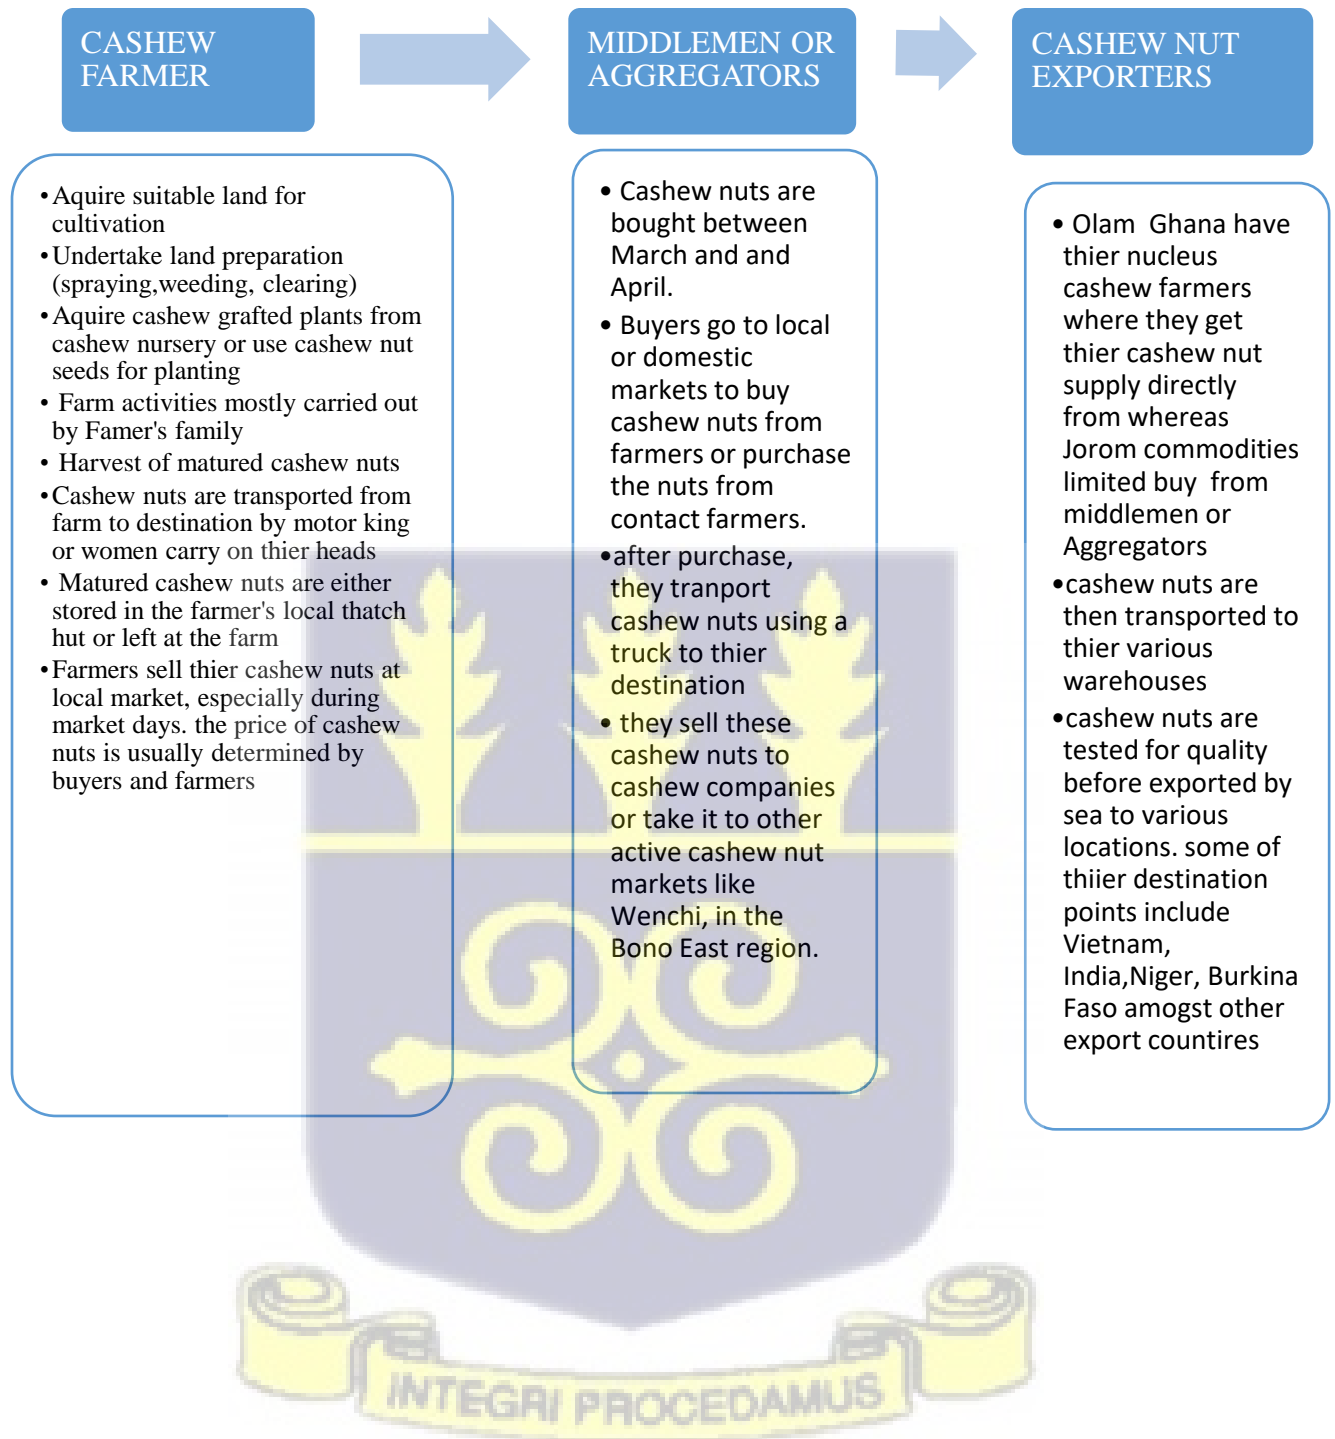 CASHEW
FARMER
• Aquire suitable land for
cultivation
• Undertake land preparation
(spraying,weeding, clearing)
• Aquire cashew grafted plants from
cashew nursery or use cashew nut
seeds for planting
• Farm activities mostly carried out
by Famer's family
• Harvest of matured cashew nuts
• Cashew nuts are transported from
farm to destination by motor king
or women carry on thier heads
• Matured cashew nuts are either
stored in the farmer's local thatch
hut or left at the farm
• Farmers sell thier cashew nuts at
local market, especially during
market days. the price of cashew
nuts is usually determined by
buyers and farmers
MIDDLEMEN OR
AGGREGATORS
• Cashew nuts are
bought between
March and and
April.
• Buyers go to local
or domestic
markets to buy
cashew nuts from
farmers or purchase
the nuts from
contact farmers.
•after purchase,
they tranport
cashew nuts using a
truck to thier
destination
• they sell these
cashew nuts to
cashew companies
or take it to other
active cashew nut
markets like
Wenchi, in the
Bono East region.
CASHEW NUT
EXPORTERS
• Olam Ghana have
thier nucleus
cashew farmers
where they get
thier cashew nut
supply directly
from whereas
Jorom commodities
limited buy from
middlemen or
Aggregators
•cashew nuts are
then transported to
thier various
warehouses
•cashew nuts are
tested for quality
before exported by
sea to various
locations. some of
thiier destination
points include
Vietnam,
India,Niger, Burkina
Faso amogst other
export countires
INTEGRI PROCEDAMUS